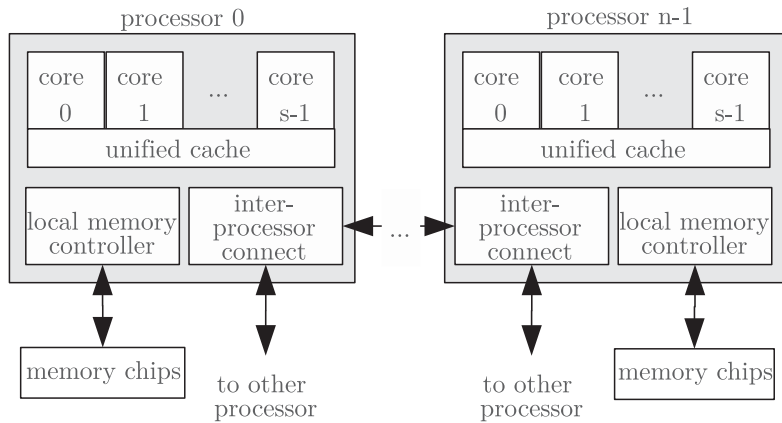 processor 0
core
0
core
1
...
core
s-1
unified cache
local memory
controller
inter-
processor
connect
memory chips
to other
processor
...
processor n-1
core
0
core
1
...
core
s-1
unified cache
inter-
processor
connect
local memory
controller
to other
processor
memory chips